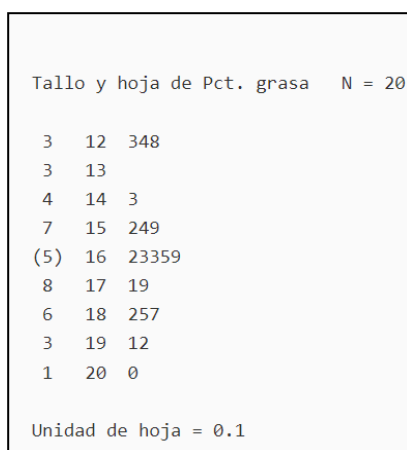 Tallo y hoja de Pct. grasa   N = 20
3   12  348
3   13
4   14  3
7   15  249
(5)  16  23359
8   17  19
6   18  257
3   19  12
1   20  0
Unidad de hoja = 0.1